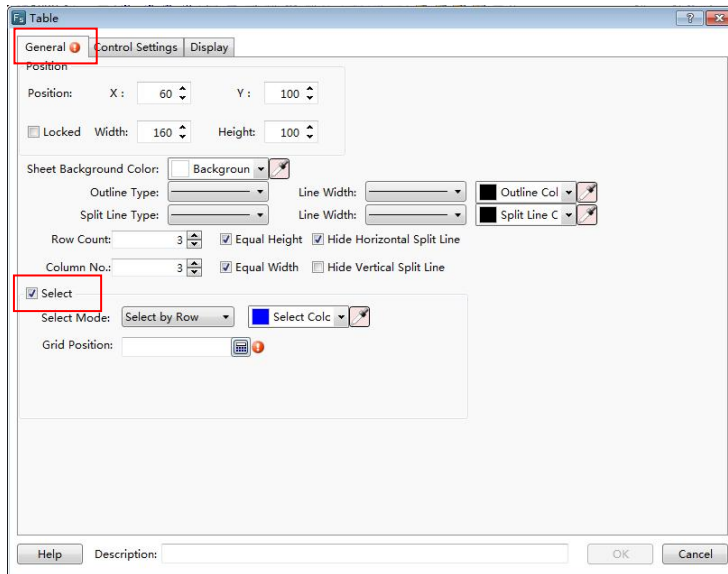 Fs Table
General Control Settings Display
Position
Position: X : 60 Y : 100
Locked Width: 160 Height: 100
Sheet Background Color: Backgroun
Outline Type: Line Width: Outline Col
Split Line Type: Line Width: Split Line C
Row Count: 3 Equal Height Hide Horizontal Split Line
Column No.: 3 Equal Width Hide Vertical Split Line
Select
Select Mode: Select by Row Select Colc
Grid Position:
Help Description: OK Cancel